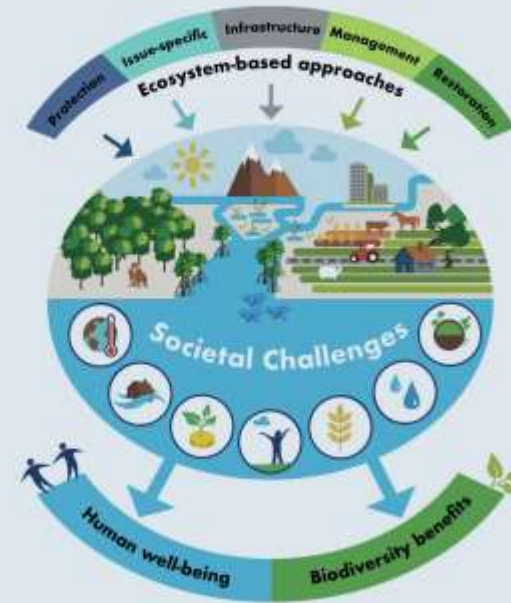 Protection
Issue-specific
Infrastructure
Management
Restoration
Ecosystem-based approaches
Societal Challenges
Human well-being
Biodiversity benefits